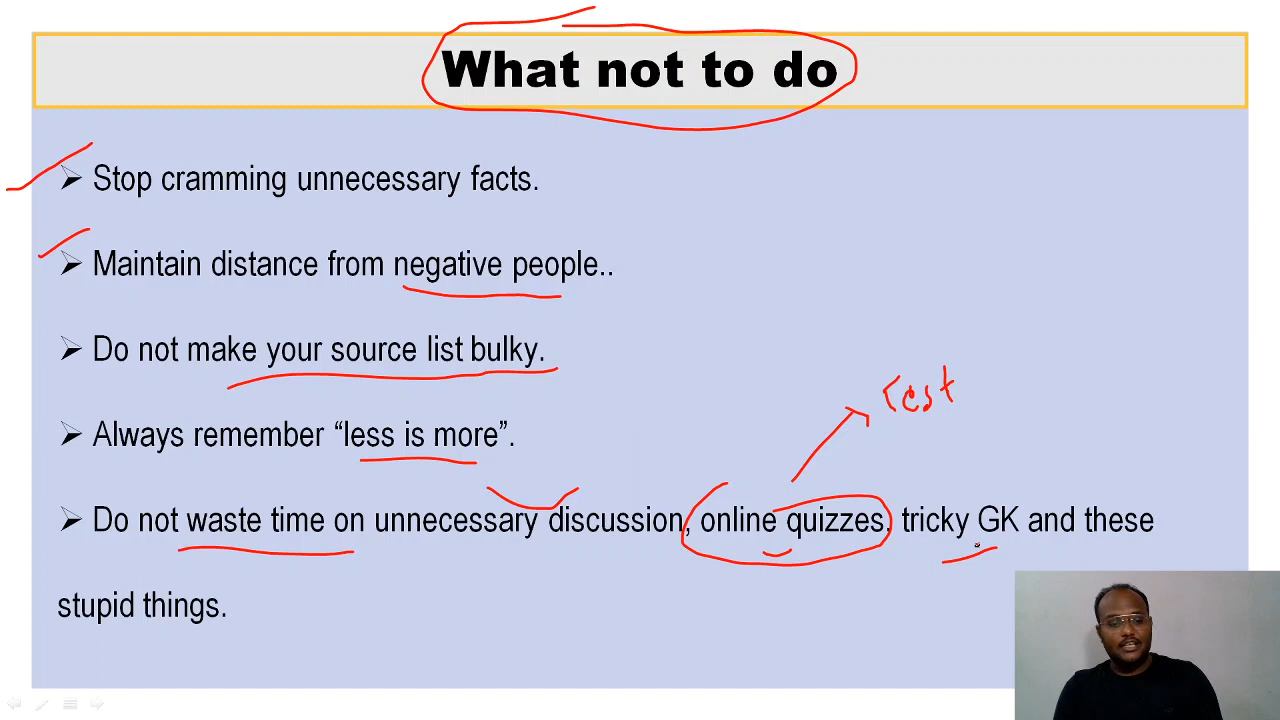 What not to do
Stop cramming unnecessary facts.
Maintain distance from negative people..
Do not make your source list bulky.
Test
Always remember “less is more”.
Do not waste time on unnecessary discussion, online quizzes, tricky GK and these
stupid things.